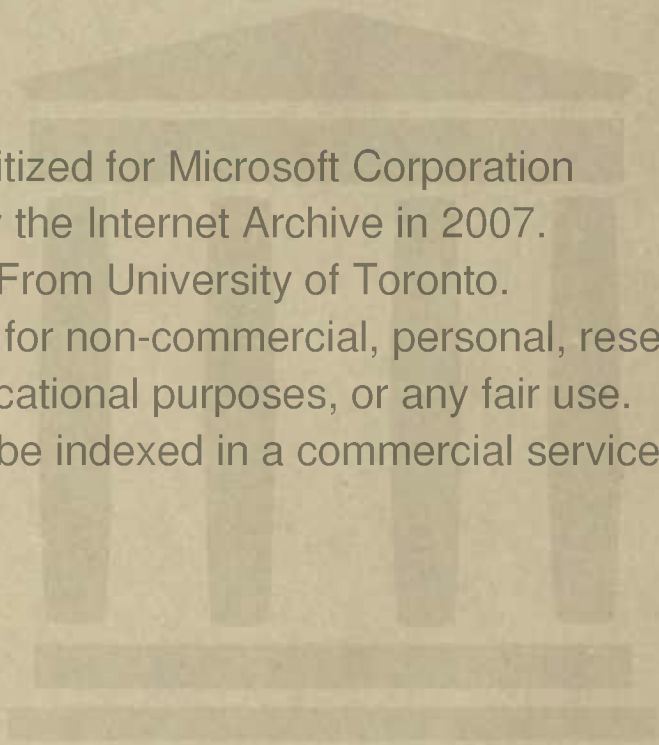 itized for Microsoft Corporation
the Internet Archive in 2007.
From University of Toronto.
for non-commercial, personal, rese
cational purposes, or any fair use.
be indexed in a commercial service